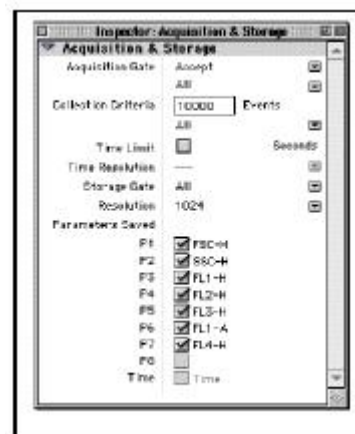 Inspector: Acquisition & Storage
Acquisition & Storage
Acquisition Gate Accept
All
Collection Criteria 10000 Events
All
Time Limit Seconds
Time Resolution ---
Storage Gate All
Resolution 1024
Parameters Saved
P1 FSC-H
P2 SSC-H
P3 FL1-H
P4 FL2-H
P5 FL3-H
P6 FL1-A
P7 FL4-H
P8
Time Time